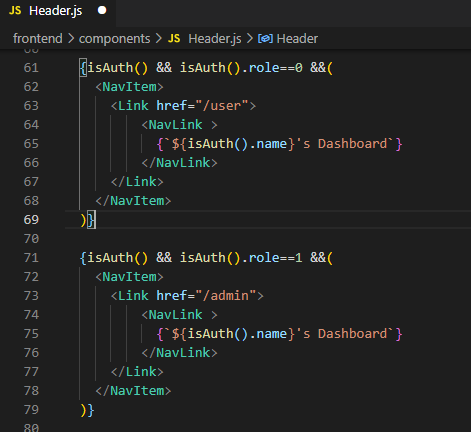 JS Header.js
frontend > components > JS Header.js > Header
60
61 {isAuth() && isAuth().role==0 &&(
62 <NavItem>
63 <Link href="/user">
64 <NavLink >
65 {`${isAuth().name}'s Dashboard`}
66 </NavLink>
67 </Link>
68 </NavItem>
69 )}
70
71 {isAuth() && isAuth().role==1 &&(
72 <NavItem>
73 <Link href="/admin">
74 <NavLink >
75 {`${isAuth().name}'s Dashboard`}
76 </NavLink>
77 </Link>
78 </NavItem>
79 )}
80